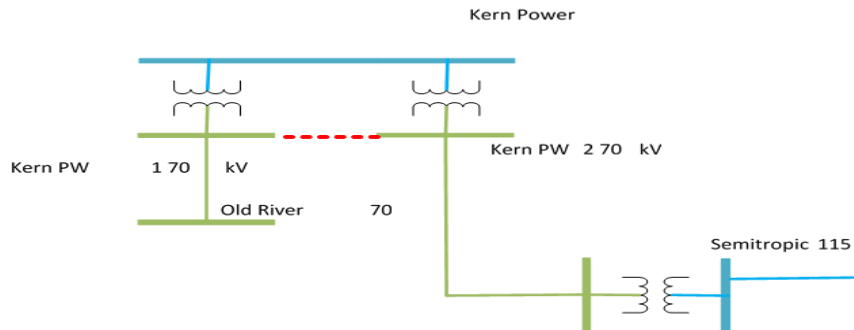 Kern Power
Kern PW 2 70 kV
Kern PW 1 70 kV
Old River 70
Semitropic 115